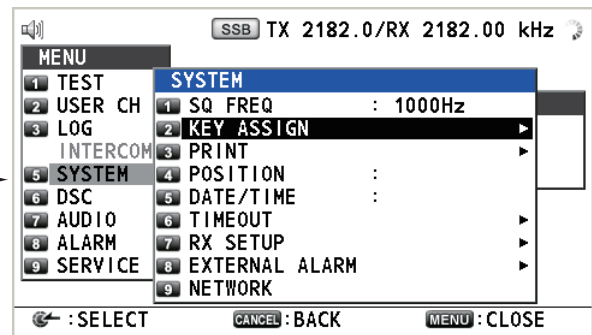 SSB TX 2182.0/RX 2182.00 kHz
MENU
1 TEST
2 USER CH
3 LOG
INTERCOM
5 SYSTEM
6 DSC
7 AUDIO
8 ALARM
9 SERVICE
SYSTEM
1 SQ FREQ : 1000Hz
2 KEY ASSIGN
3 PRINT
4 POSITION :
5 DATE/TIME :
6 TIMEOUT
7 RX SETUP
8 EXTERNAL ALARM
9 NETWORK
:SELECT CANCEL:BACK MENU:CLOSE